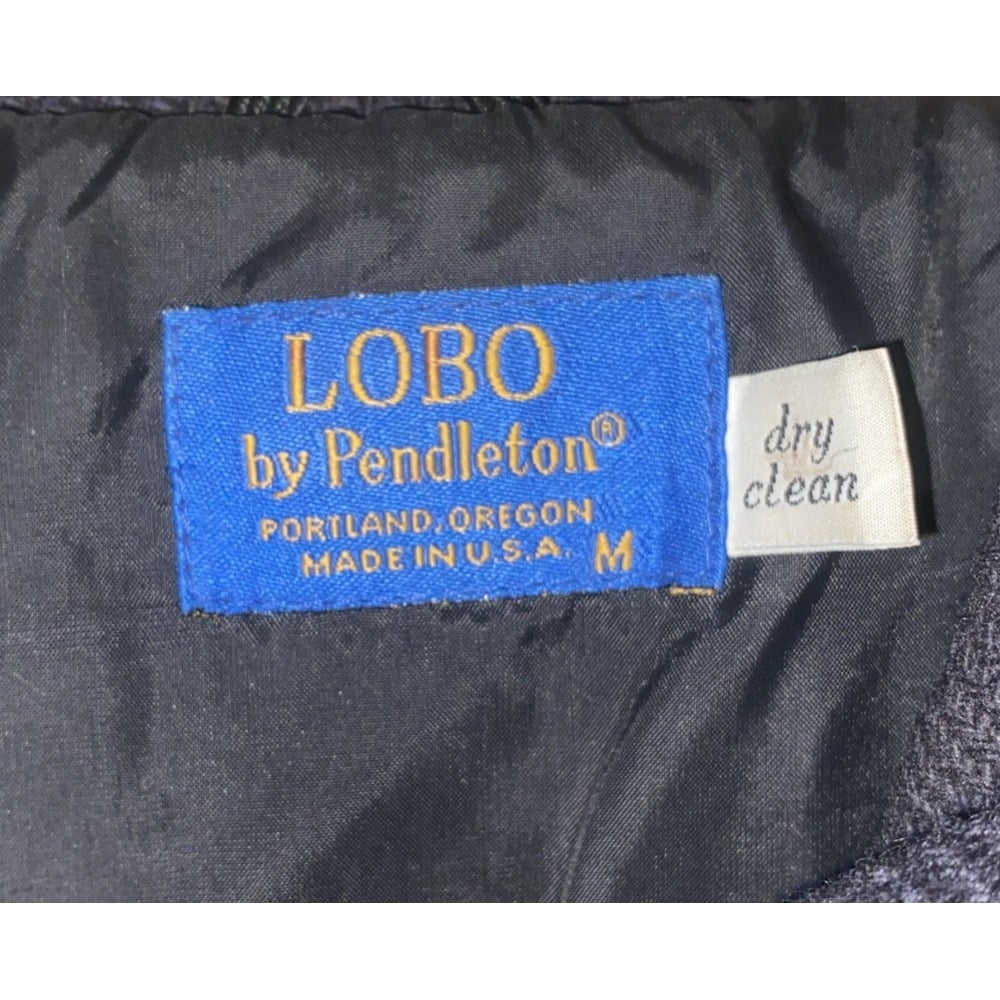 LOBO
by Pendleton®
PORTLAND, OREGON
MADE IN U.S.A. M
dry
clean